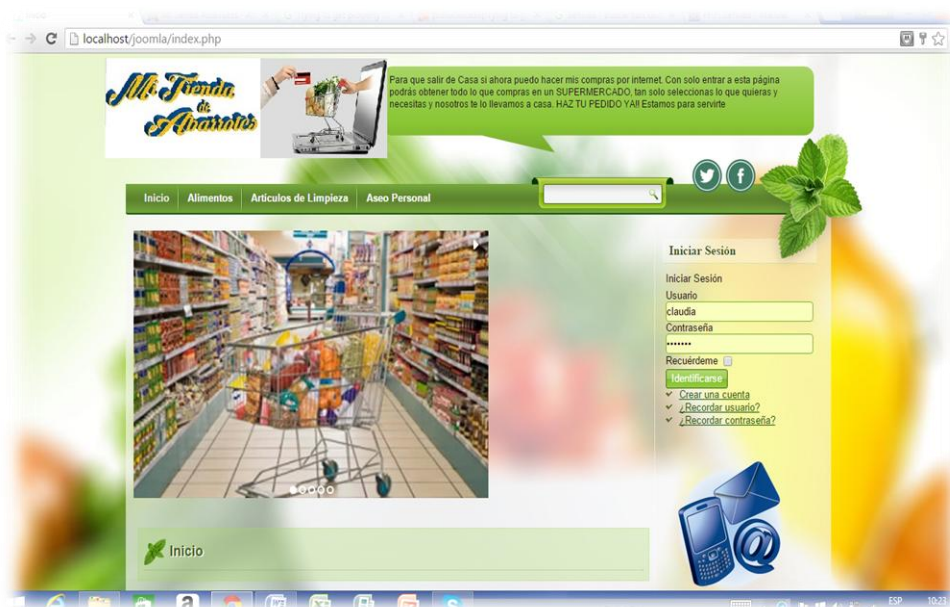 localhost/joomla/index.php
Mi Tienda
de
Abarrotes
Para que salir de Casa si ahora puedo hacer mis compras por internet. Con solo entrar a esta página
podrás obtener todo lo que compras en un SUPERMERCADO, tan solo seleccionas lo que quieras y
necesitas y nosotros te lo llevamos a casa. HAZ TU PEDIDO YA!! Estamos para servirte
Inicio Alimentos Artículos de Limpieza Aseo Personal
Iniciar Sesión
Iniciar Sesión
Usuario
claudia
Contraseña
•••••••
Recuérdeme
Identificarse
Crear una cuenta
¿Recordar usuario?
¿Recordar contraseña?
Inicio
ESP 10:23